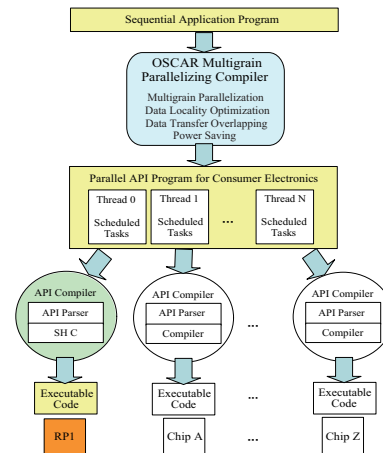 Sequential Application Program
OSCAR Multigrain
Parallelizing Compiler
Multigrain Parallelization
Data Locality Optimization
Data Transfer Overlapping
Power Saving
Parallel API Program for Consumer Electronics
Thread 0
Scheduled
Tasks
Thread 1
Scheduled
Tasks
...
Thread N
Scheduled
Tasks
API Compiler
API Parser
SH C
API Compiler
API Parser
Compiler
...
API Compiler
API Parser
Compiler
Executable
Code
Executable
Code
...
Executable
Code
RP1
Chip A
...
Chip Z